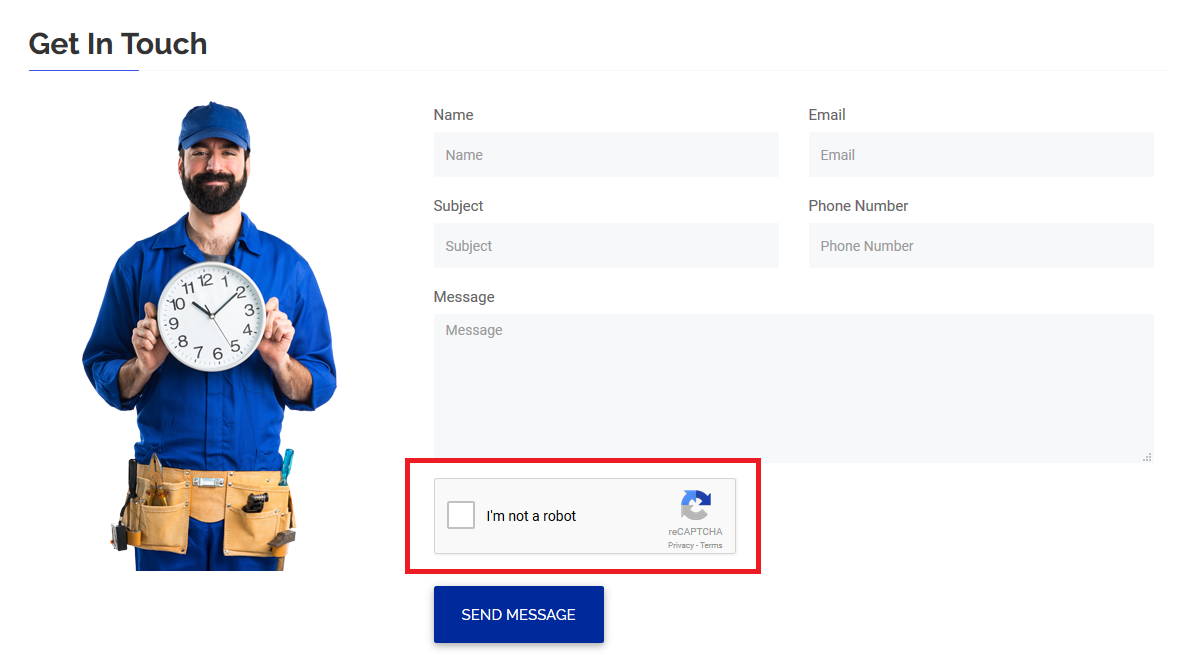 Get In Touch
Name
Email
Name
Email
Subject
Phone Number
Subject
Phone Number
Message
Message
12
1
2
3
4
5
6
7
8
9
10
11
I'm not a robot
reCAPTCHA
Privacy - Terms
SEND MESSAGE